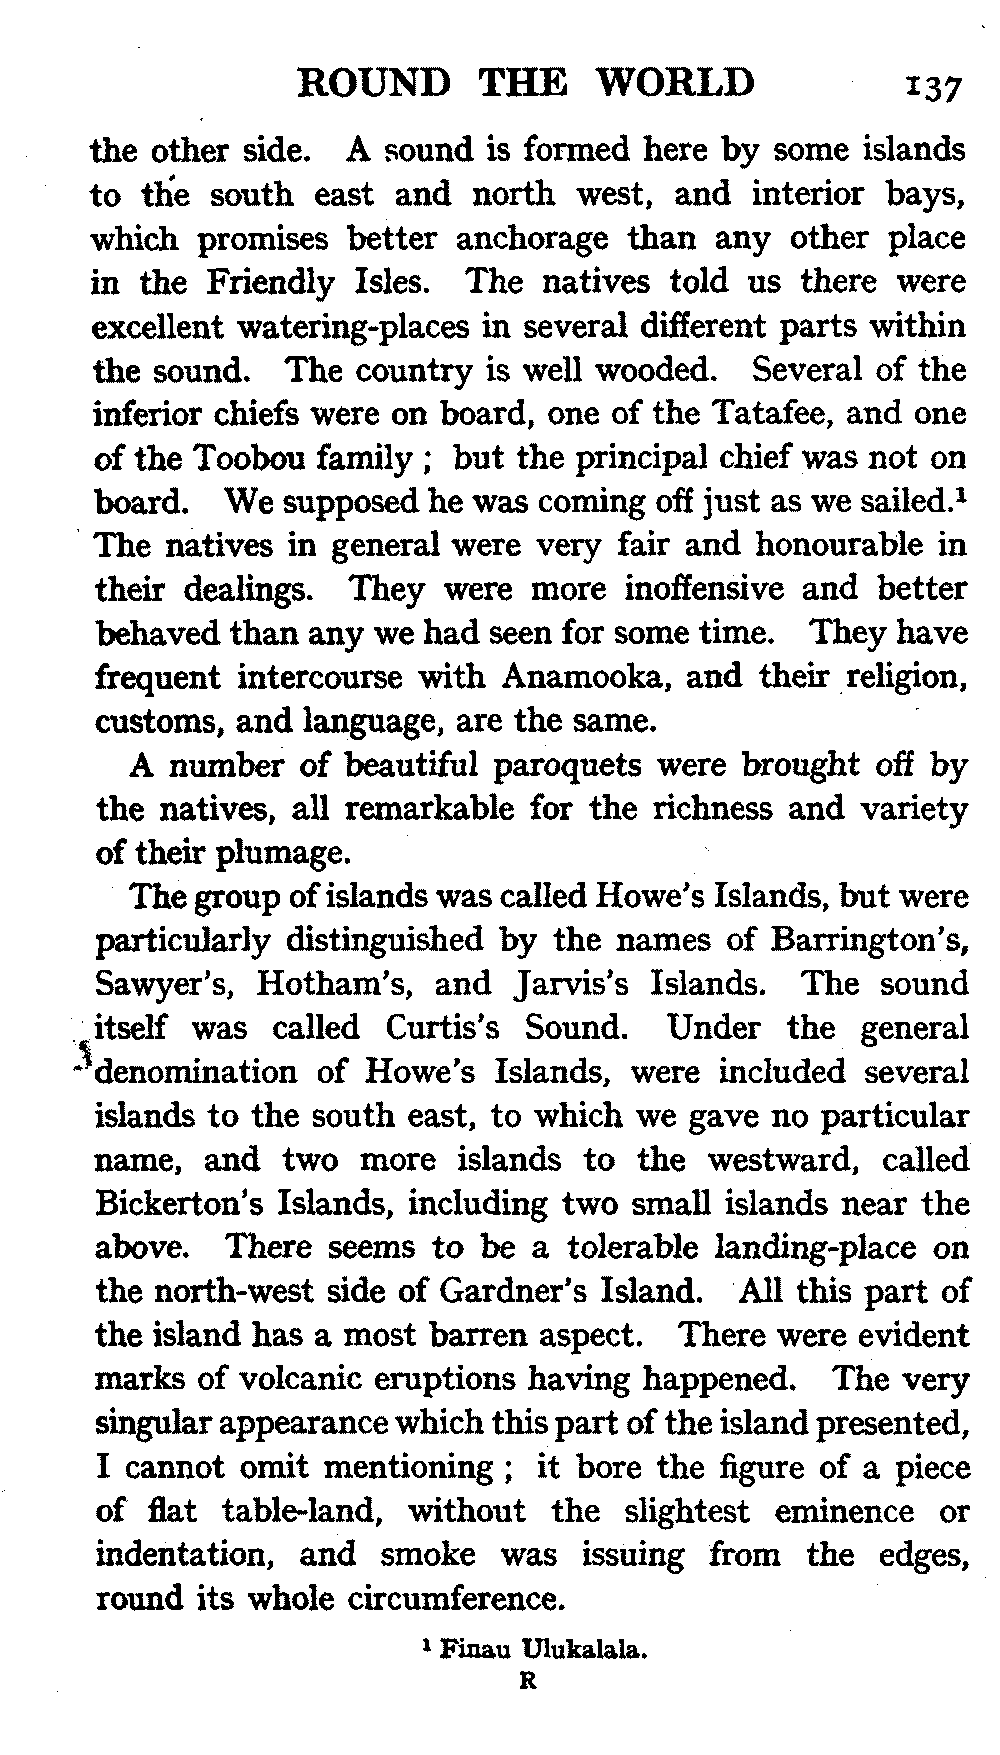 ROUND THE WORLD 137
the other side. A sound is formed here by some islands
to the south east and north west, and interior bays,
which promises better anchorage than any other place
in the Friendly Isles. The natives told us there were
excellent watering-places in several different parts within
the sound. The country is well wooded. Several of the
inferior chiefs were on board, one of the Tatafee, and one
of the Toobou family ; but the principal chief was not on
board. We supposed he was coming off just as we sailed.¹
The natives in general were very fair and honourable in
their dealings. They were more inoffensive and better
behaved than any we had seen for some time. They have
frequent intercourse with Anamooka, and their religion,
customs, and language, are the same.
A number of beautiful paroquets were brought off by
the natives, all remarkable for the richness and variety
of their plumage.
The group of islands was called Howe's Islands, but were
particularly distinguished by the names of Barrington's,
Sawyer's, Hotham's, and Jarvis's Islands. The sound
itself was called Curtis's Sound. Under the general
denomination of Howe's Islands, were included several
islands to the south east, to which we gave no particular
name, and two more islands to the westward, called
Bickerton's Islands, including two small islands near the
above. There seems to be a tolerable landing-place on
the north-west side of Gardner's Island. All this part of
the island has a most barren aspect. There were evident
marks of volcanic eruptions having happened. The very
singular appearance which this part of the island presented,
I cannot omit mentioning ; it bore the figure of a piece
of flat table-land, without the slightest eminence or
indentation, and smoke was issuing from the edges,
round its whole circumference.
¹ Finau Ulukalala.
R